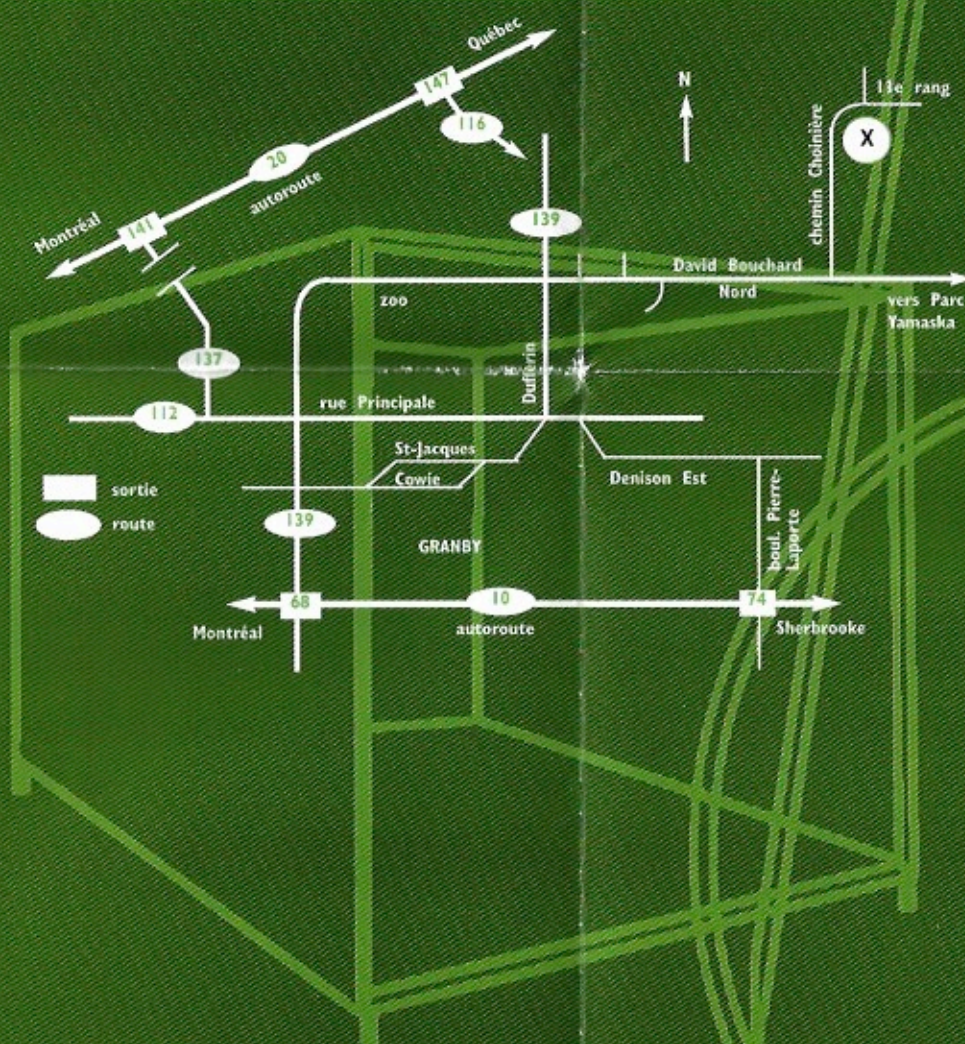 Québec
147
116
20
autoroute
Montréal
141
N
11e rang
X
chemin Choinière
139
David Bouchard
Nord
zoo
vers Parc
Yamaska
137
Dufferin
112
rue Principale
St-Jacques
Cowie
Denison Est
sortie
route
139
GRANBY
boul. Pierre-
Laporte
68
10
74
Montréal
autoroute
Sherbrooke